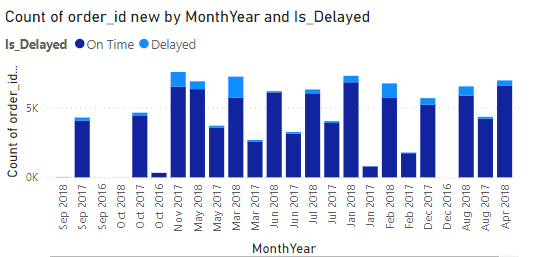 Count of order_id new by MonthYear and Is_Delayed
Is_Delayed On Time Delayed
Count of order_id...
5K
0K
Sep 2018
Sep 2017
Sep 2016
Oct 2018
Oct 2017
Oct 2016
Nov 2017
May 2018
May 2017
Mar 2018
Mar 2017
Jun 2018
Jun 2017
Jul 2018
Jul 2017
Jan 2018
Jan 2017
Feb 2018
Feb 2017
Dec 2017
Dec 2016
Aug 2018
Aug 2017
Apr 2018
MonthYear